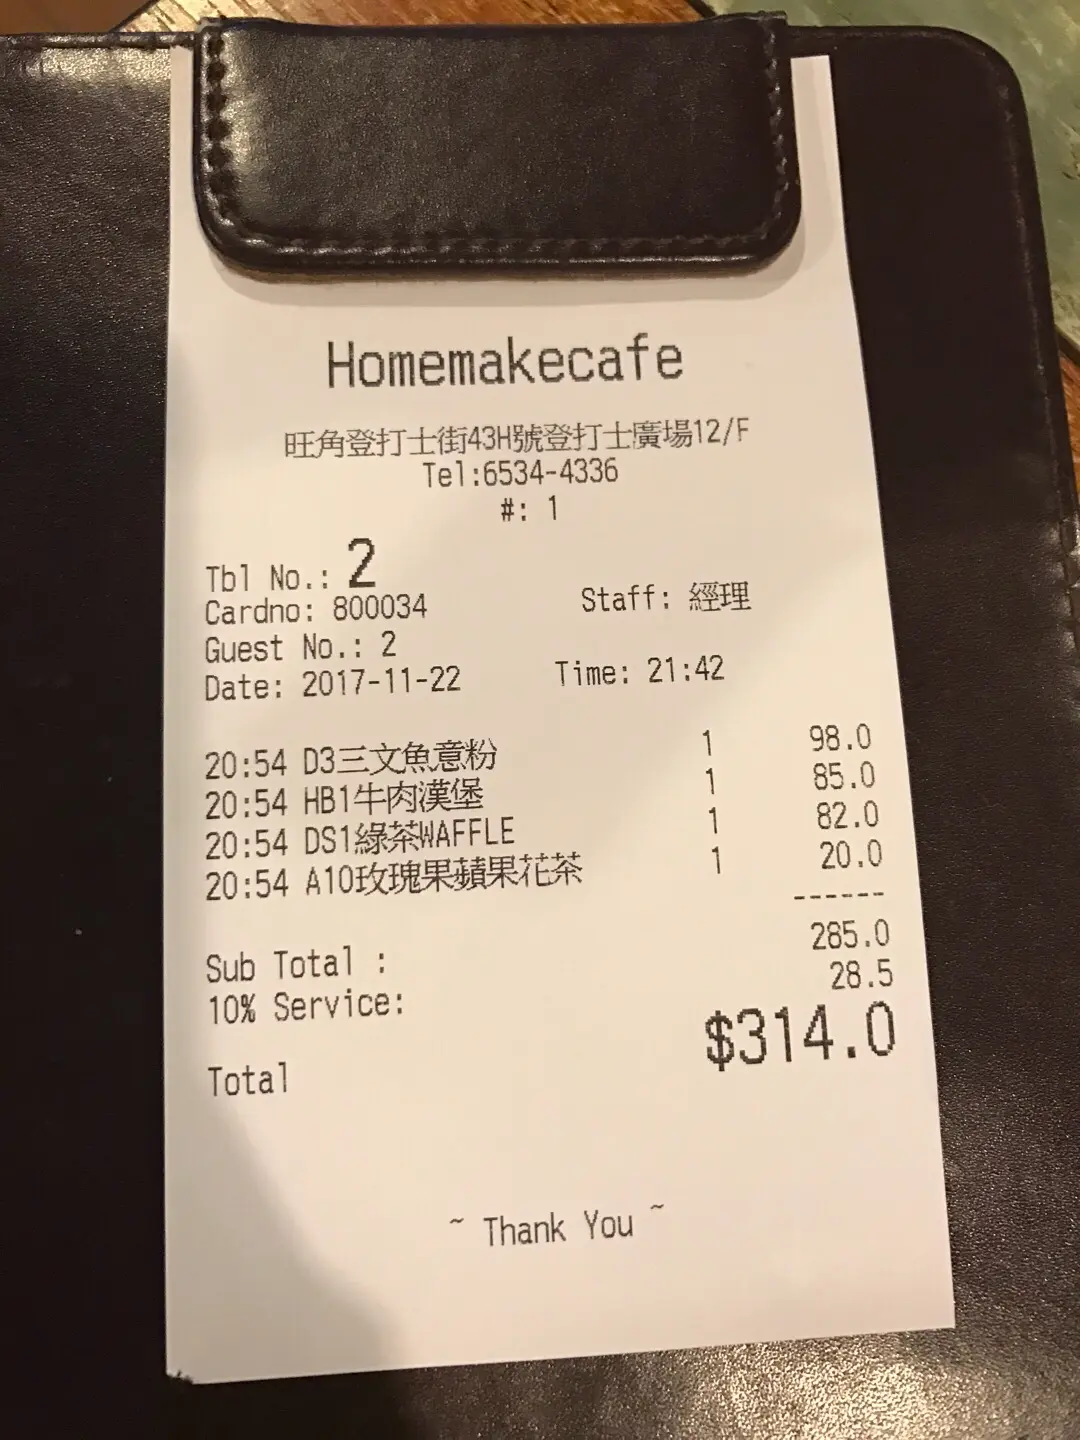 Homemakecafe
旺角登打士街43H號登打士廣場12/F
Tel:6534-4336
#: 1
Tbl No.: 2
Cardno: 800034 Staff: 經理
Guest No.: 2
Date: 2017-11-22 Time: 21:42
20:54 D3三文魚意粉 1 98.0
20:54 HB1牛肉漢堡 1 85.0
20:54 DS1綠茶WAFFLE 1 82.0
20:54 A10玫瑰果蘋果花茶 1 20.0
------
Sub Total : 285.0
10% Service: 28.5
Total $314.0
~ Thank You ~